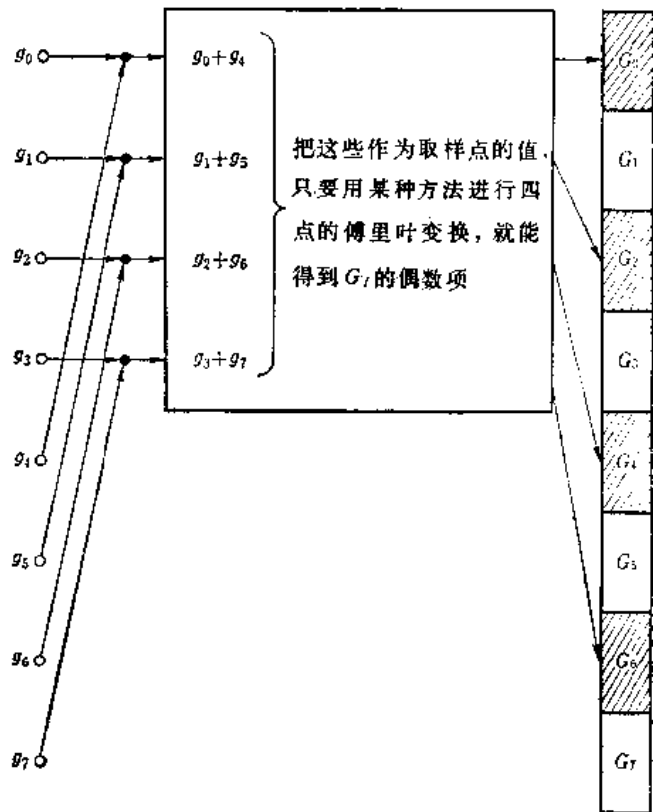 g₀
g₁
g₂
g₃
g₄
g₅
g₆
g₇
g₀+g₄
g₁+g₅
g₂+g₆
g₃+g₇
把这些作为取样点的值,
只要用某种方法进行四
点的傅里叶变换，就能
得到 G_l 的偶数项
G₀
G₁
G₂
G₃
G₄
G₅
G₆
G₇